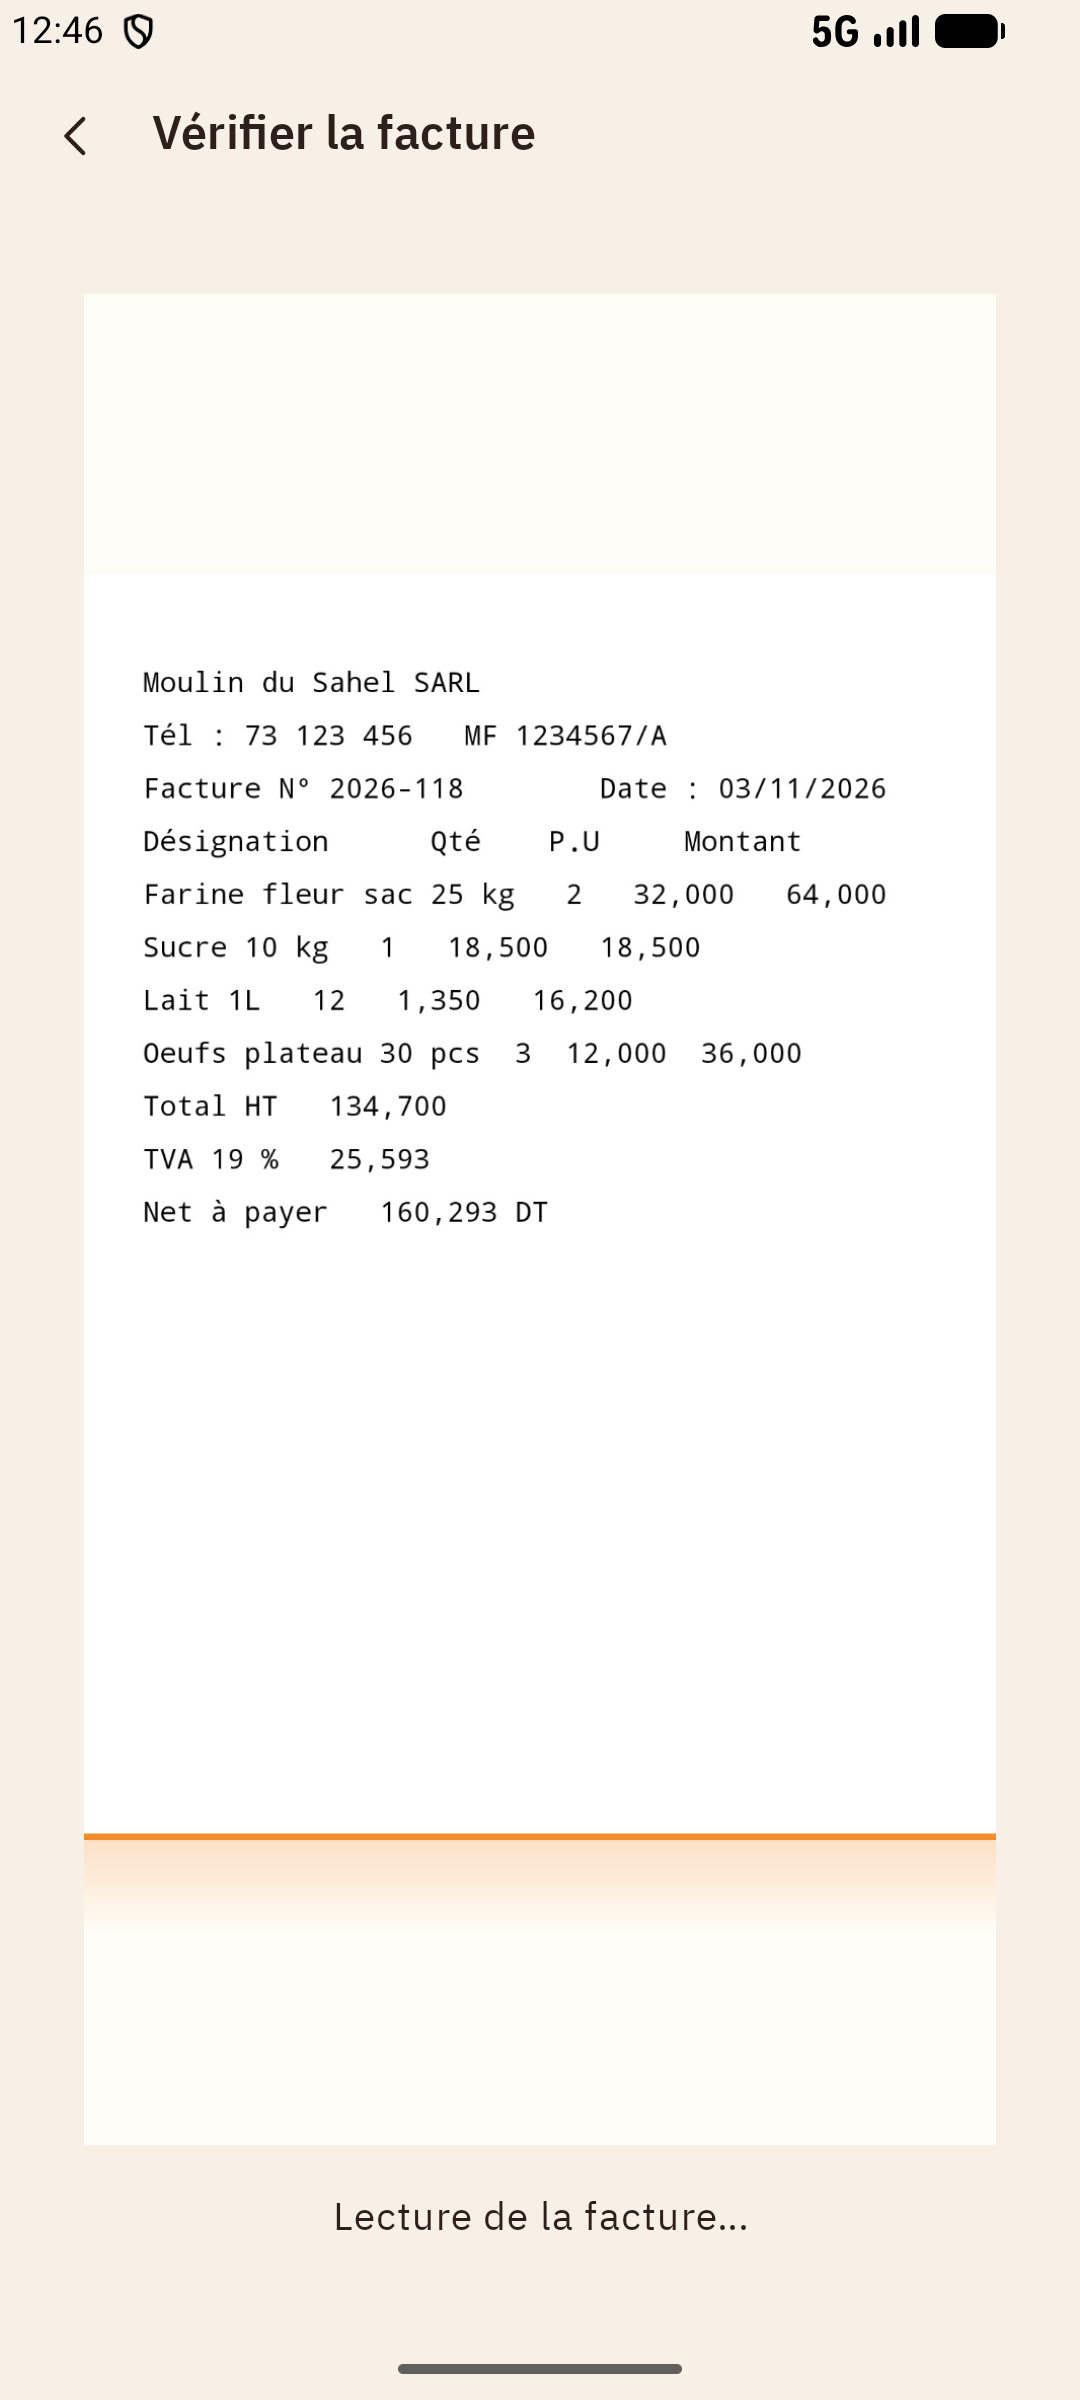 12:46 5G
Vérifier la facture
Moulin du Sahel SARL
Tél : 73 123 456 MF 1234567/A
Facture N° 2026-118 Date : 03/11/2026
Désignation Qté P.U Montant
Farine fleur sac 25 kg 2 32,000 64,000
Sucre 10 kg 1 18,500 18,500
Lait 1L 12 1,350 16,200
Oeufs plateau 30 pcs 3 12,000 36,000
Total HT 134,700
TVA 19 % 25,593
Net à payer 160,293 DT
Lecture de la facture...